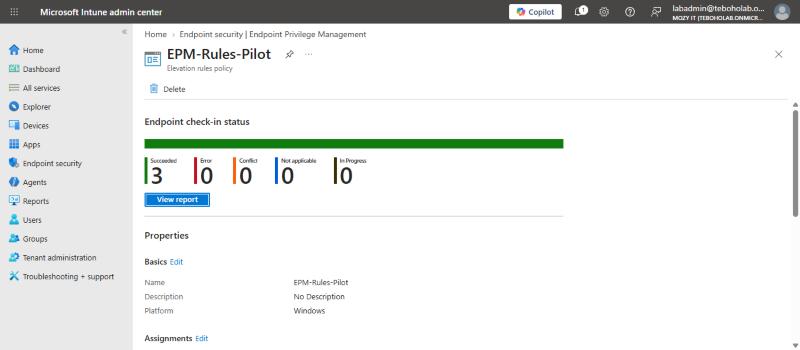 Microsoft Intune admin center
Copilot
1
labadmin@teboholab.o...
MOZY IT (TEBOHOLAB.ONMICR...
Home
Dashboard
All services
Explorer
Devices
Apps
Endpoint security
Agents
Reports
Users
Groups
Tenant administration
Troubleshooting + support
Home > Endpoint security | Endpoint Privilege Management
EPM-Rules-Pilot
Elevation rules policy
Delete
Endpoint check-in status
Succeeded Error Conflict Not applicable In Progress
3 0 0 0 0
View report
Properties
Basics Edit
Name EPM-Rules-Pilot
Description No Description
Platform Windows
Assignments Edit